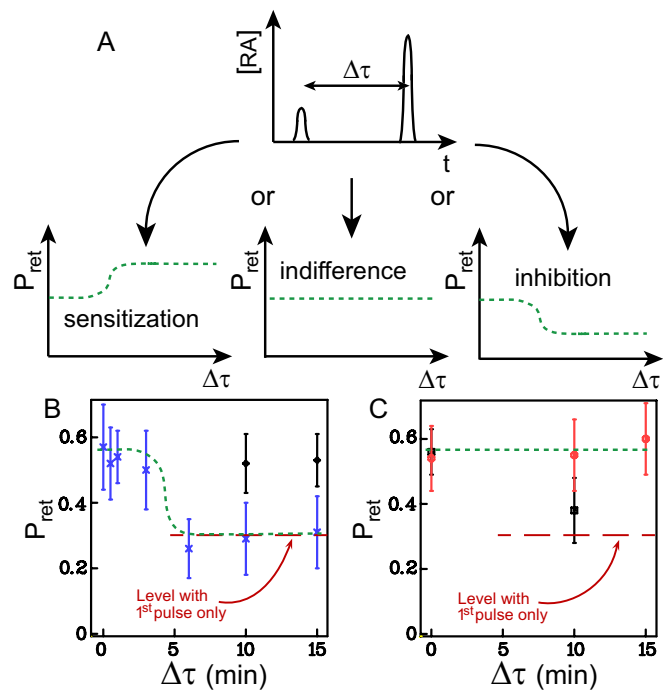 A
[RA]
Δτ
t
or
or
P_ret
sensitization
Δτ
P_ret
indifference
Δτ
P_ret
inhibition
Δτ
B
P_ret
0.6
0.4
0.2
0
0
5
10
15
Level with
1st pulse only
Δτ (min)
C
P_ret
0.6
0.4
0.2
0
0
5
10
15
Level with
1st pulse only
Δτ (min)